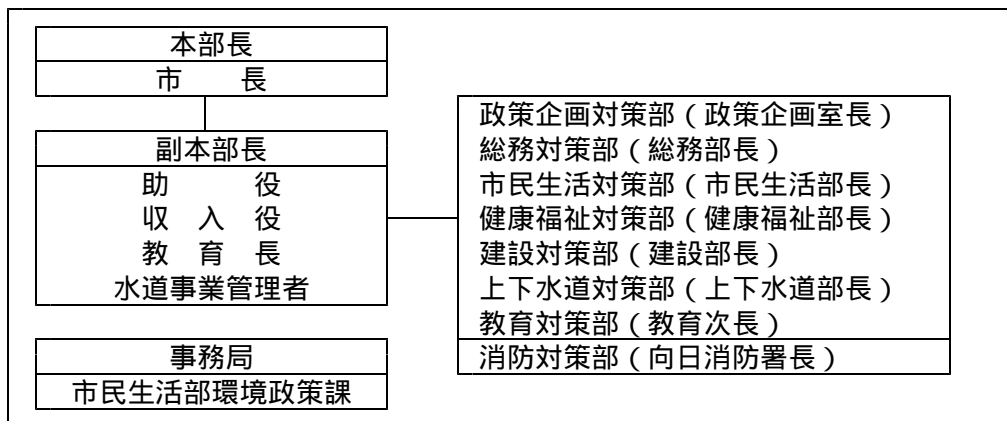 本部長
市　　長
副本部長
助　　　役
収　入　役
教　育　長
水道事業管理者
事務局
市民生活部環境政策課
政策企画対策部（政策企画室長）
総務対策部（総務部長）
市民生活対策部（市民生活部長）
健康福祉対策部（健康福祉部長）
建設対策部（建設部長）
上下水道対策部（上下水道部長）
教育対策部（教育次長）
消防対策部（向日消防署長）